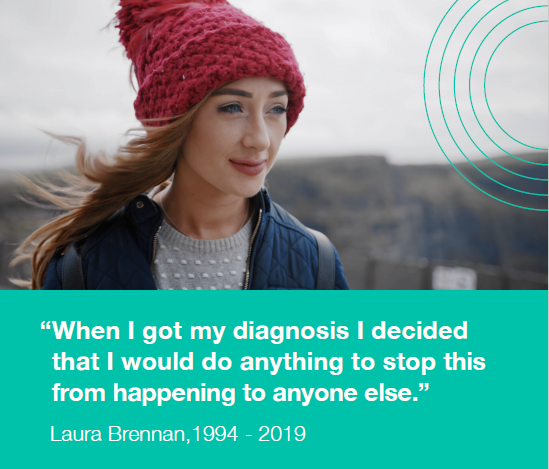 “When I got my diagnosis I decided
that I would do anything to stop this
from happening to anyone else.”
Laura Brennan,1994 - 2019